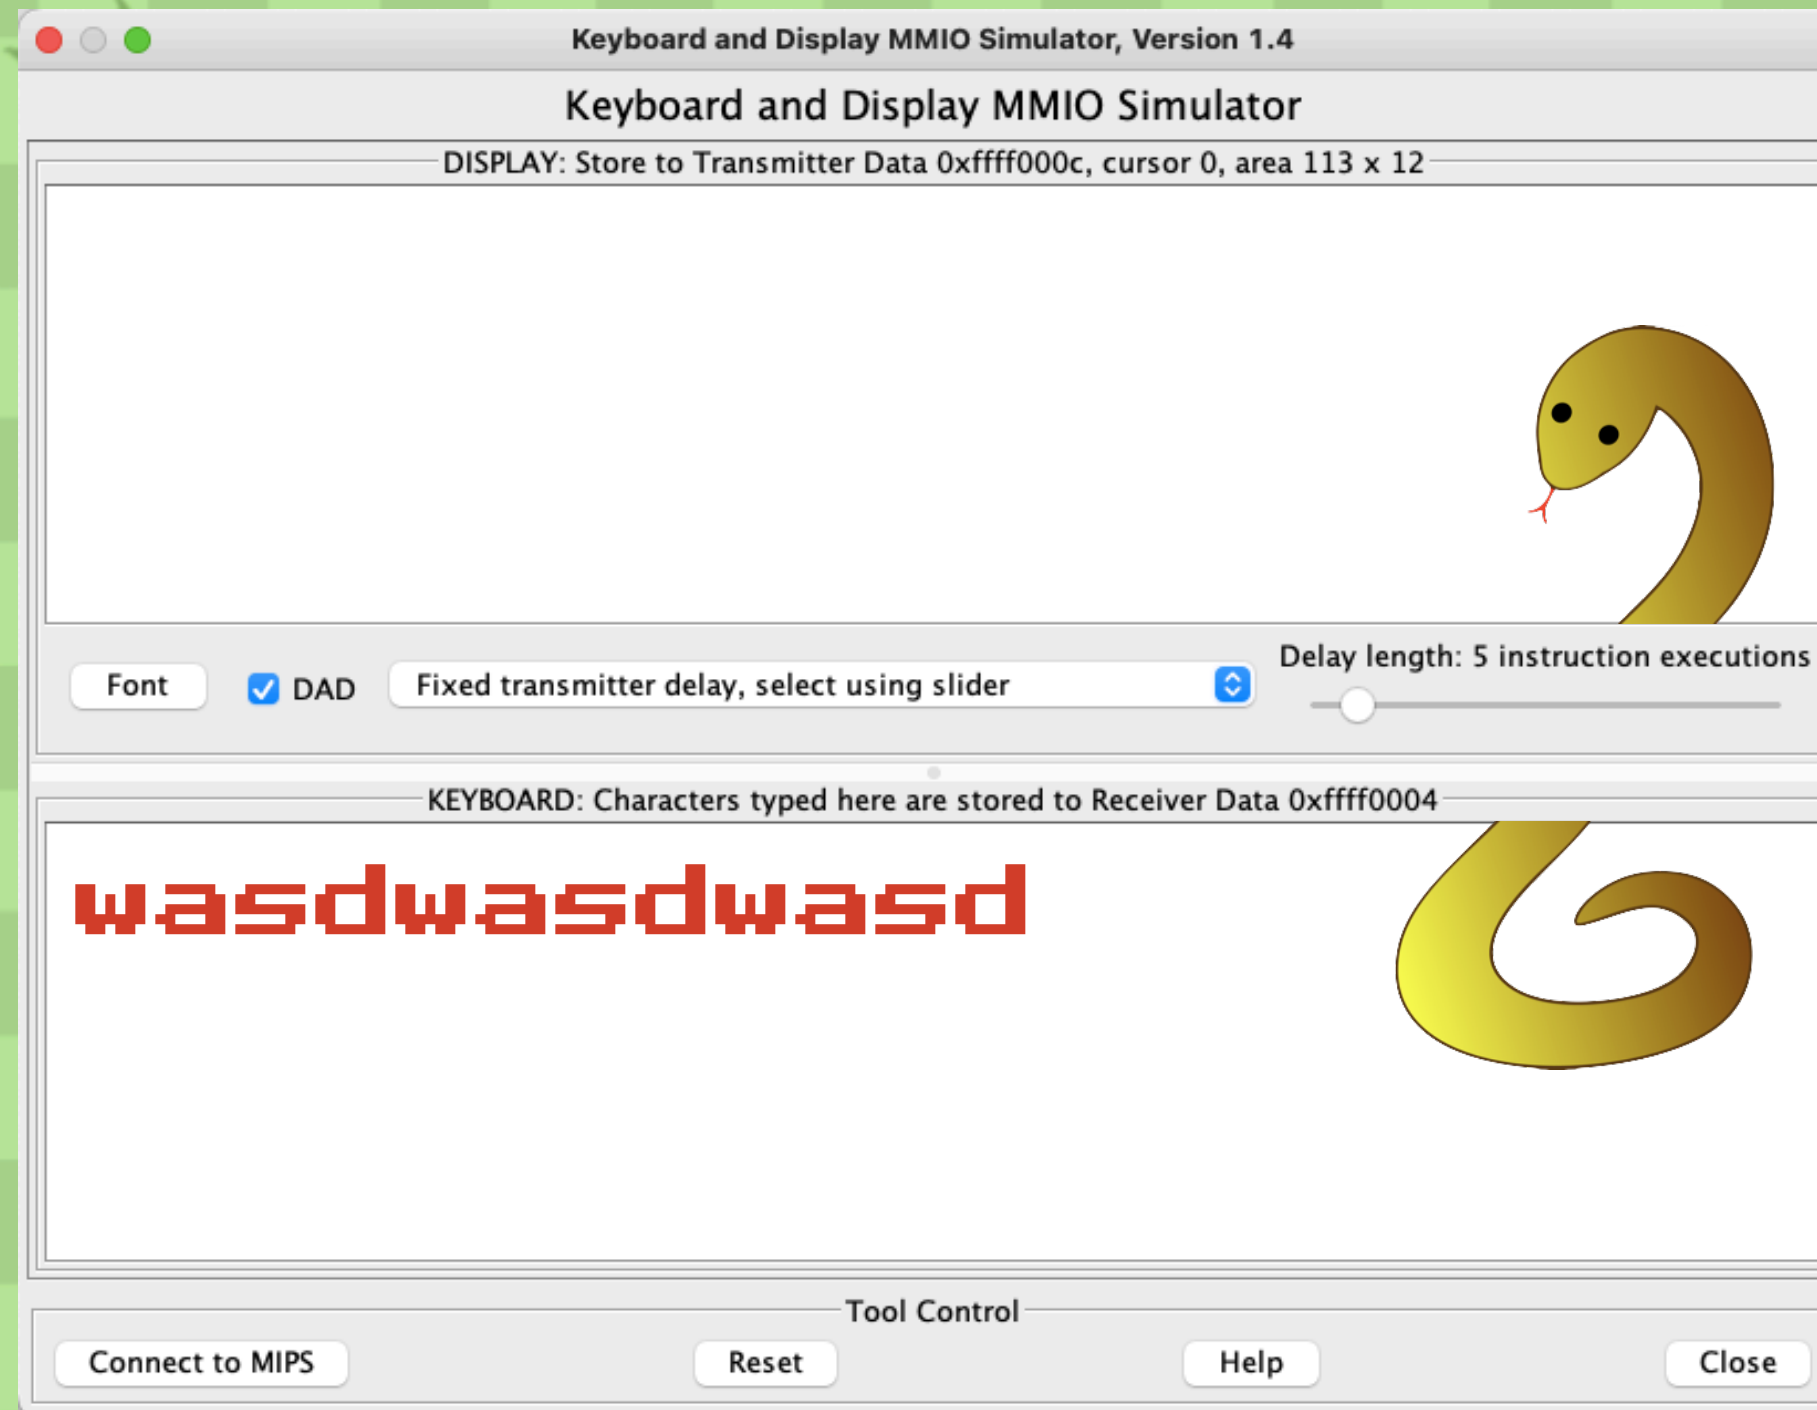 Keyboard and Display MMIO Simulator, Version 1.4
Keyboard and Display MMIO Simulator
DISPLAY: Store to Transmitter Data 0xffff000c, cursor 0, area 113 x 12
Delay length: 5 instruction executions
Font DAD Fixed transmitter delay, select using slider
KEYBOARD: Characters typed here are stored to Receiver Data 0xffff0004
wasdwasdwasd
Tool Control
Connect to MIPS Reset Help Close